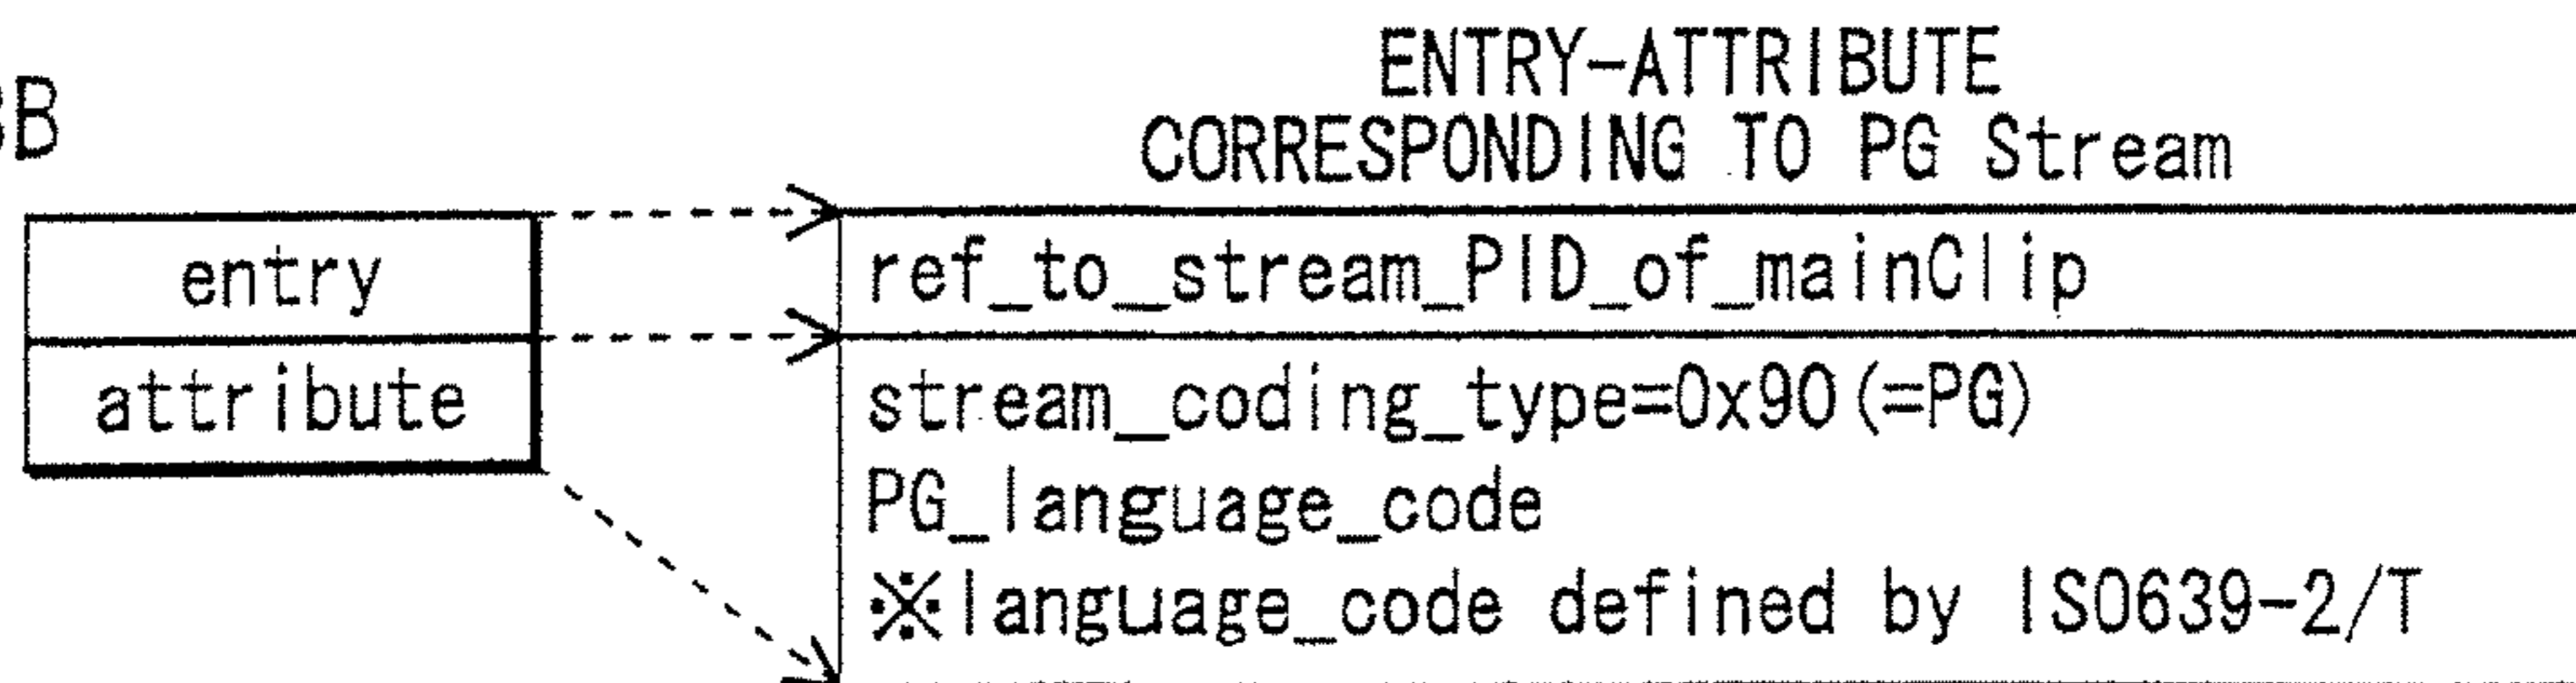 ENTRY-ATTRIBUTE
CORRESPONDING TO PG Stream
entry
ref_to_stream_PID_of_mainClip
attribute
stream_coding_type=0x90(=PG)
PG_language_code
※language_code defined by ISO639-2/T